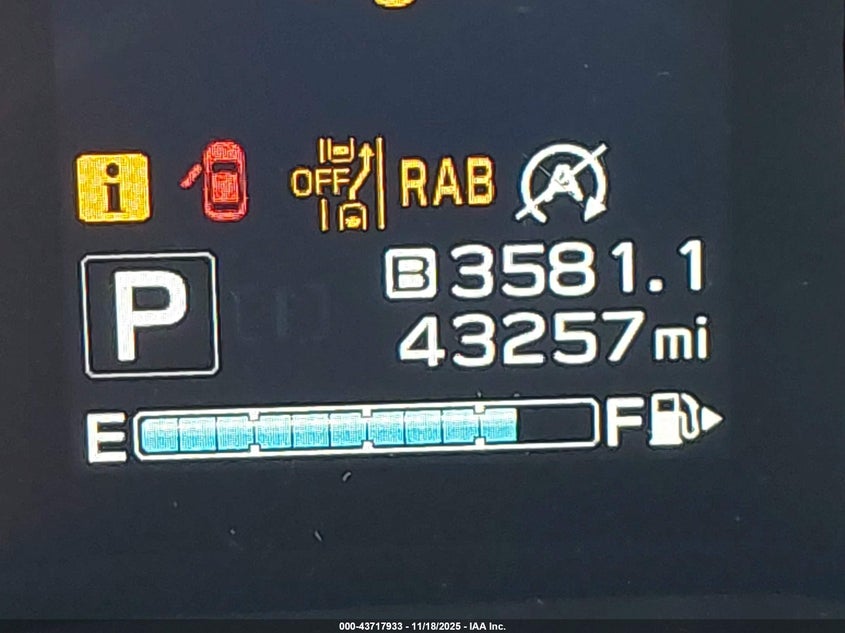 i OFF RAB A
P B 3581.1
43257 mi
E F
000-43717933 - 11/18/2025 - IAA Inc.